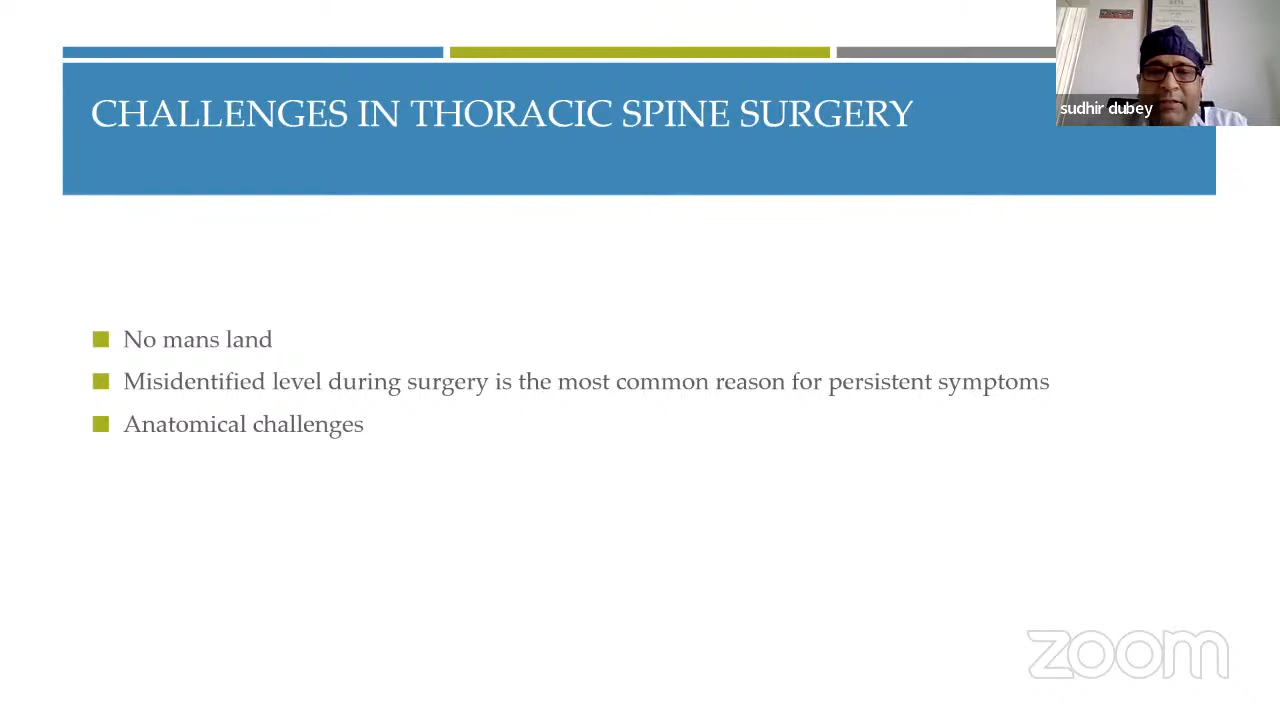 CHALLENGES IN THORACIC SPINE SURGERY
sudhir dubey
No mans land
Misidentified level during surgery is the most common reason for persistent symptoms
Anatomical challenges
zoom